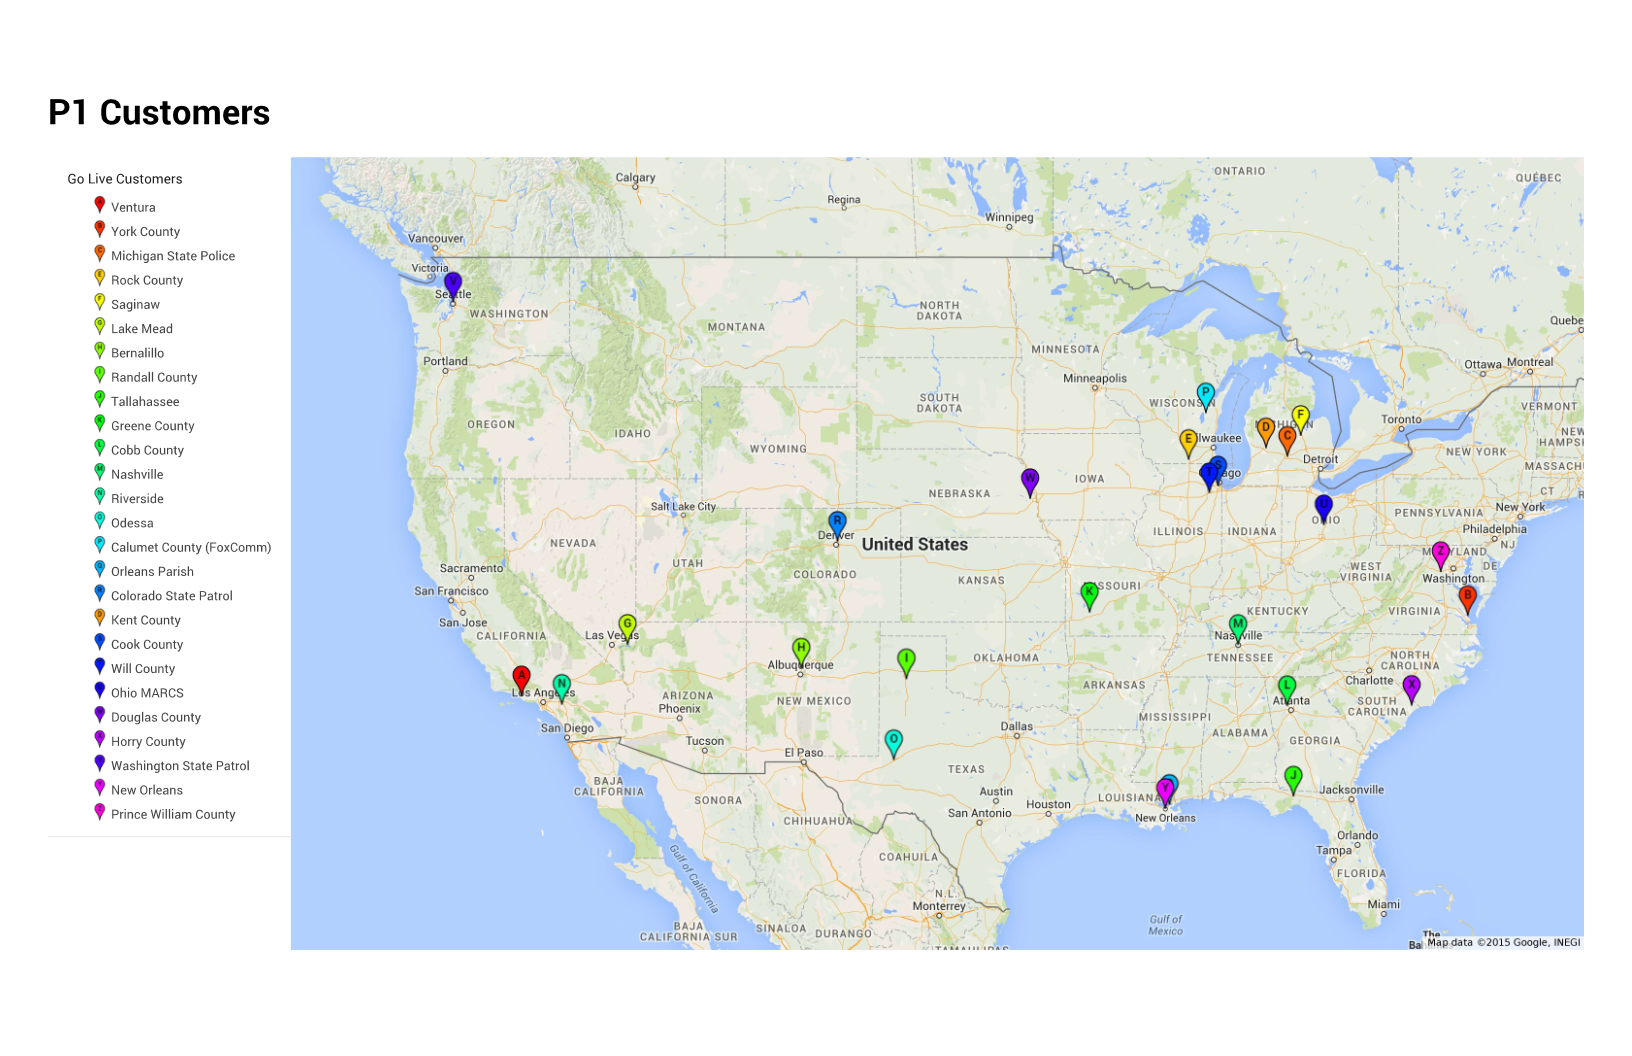 P1 Customers
Go Live Customers
A Ventura
B York County
C Michigan State Police
E Rock County
F Saginaw
G Lake Mead
H Bernalillo
I Randall County
J Tallahassee
K Greene County
L Cobb County
M Nashville
N Riverside
O Odessa
P Calumet County (FoxComm)
Q Orleans Parish
R Colorado State Patrol
D Kent County
S Cook County
T Will County
U Ohio MARCS
W Douglas County
X Horry County
V Washington State Patrol
Y New Orleans
Z Prince William County
Calgary
ONTARIO
QUÉBEC
Regina
Winnipeg
Vancouver
Victoria
V
Seattle
WASHINGTON
NORTH
DAKOTA
MONTANA
Quebe
MINNESOTA
Portland
Ottawa
Montreal
Minneapolis
P
WISCONSIN
SOUTH
DAKOTA
VERMONT
F
D
C
Toronto
OREGON
IDAHO
E
lwaukee
NEW
HAMPSH
WYOMING
NEW YORK
Detroit
MASSACHU
S
T
ago
W
IOWA
NEBRASKA
CT
R
Salt Lake City
U
OHIO
PENNSYLVANIA
New York
R
Denver
ILLINOIS
INDIANA
Philadelphia
NEVADA
United States
NJ
Z
MARYLAND
UTAH
Sacramento
COLORADO
KANSAS
WEST
VIRGINIA
DE
Washington
San Francisco
K
MISSOURI
B
San Jose
KENTUCKY
VIRGINIA
CALIFORNIA
G
Las Vegas
M
Nashville
H
Albuquerque
I
OKLAHOMA
TENNESSEE
NORTH
CAROLINA
A
Los Angeles
N
Charlotte
ARKANSAS
L
Atlanta
X
ARIZONA
Phoenix
NEW MEXICO
SOUTH
CAROLINA
MISSISSIPPI
San Diego
Dallas
ALABAMA
GEORGIA
Tucson
O
El Paso
TEXAS
J
BAJA
CALIFORNIA
SONORA
Austin
Houston
LOUISIANA
Y
Jacksonville
San Antonio
New Orleans
CHIHUAHUA
Orlando
Tampa
COAHUILA
FLORIDA
Gulf of California
N.L.
Monterrey
Miami
Gulf of
Mexico
BAJA
CALIFORNIA SUR
SINALOA
DURANGO
TAMAULIPAS
The
Ba
Map data ©2015 Google, INEGI